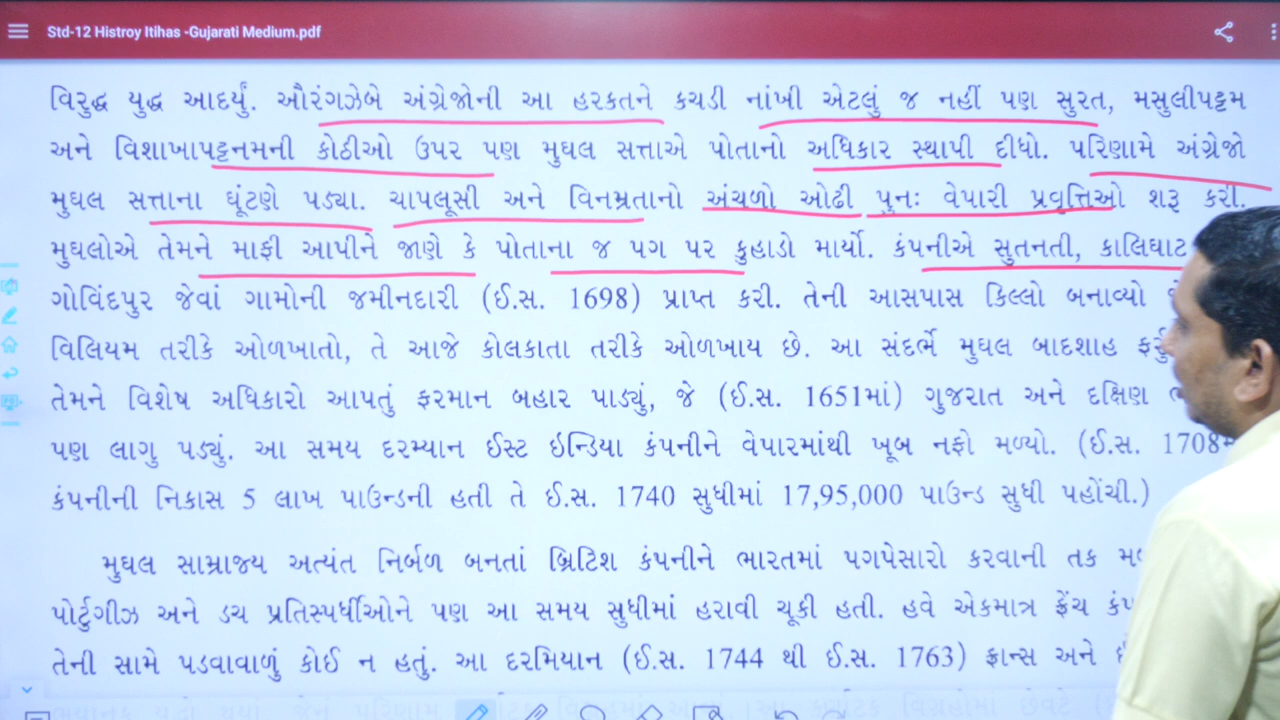 Std-12 Histroy Itihas -Gujarati Medium.pdf
વિરુદ્ધ યુદ્ધ આદર્યું. ઔરંગઝેબે અંગ્રેજોની આ હરકતને કચડી નાંખી એટલું જ નહીં પણ સુરત, મસુલીપટ્ટમ
અને વિશાખાપટ્ટનમની કોઠીઓ ઉપર પણ મુઘલ સત્તાએ પોતાનો અધિકાર સ્થાપી દીધો. પરિણામે અંગ્રેજો
મુઘલ સત્તાના ઘૂંટણે પડ્યા. ચાપલૂસી અને વિનમ્રતાનો અંચળો ઓઢી પુનઃ વેપારી પ્રવૃત્તિઓ શરૂ કરી.
મુઘલોએ તેમને માફી આપીને જાણે કે પોતાના જ પગ પર કુહાડો માર્યો. કંપનીએ સુતનતી, કાલિઘાટ
ગોવિંદપુર જેવાં ગામોની જમીનદારી (ઈ.સ. 1698) પ્રાપ્ત કરી. તેની આસપાસ કિલ્લો બનાવ્યો
વિલિયમ તરીકે ઓળખાતો, તે આજે કોલકાતા તરીકે ઓળખાય છે. આ સંદર્ભે મુઘલ બાદશાહ
તેમને વિશેષ અધિકારો આપતું ફરમાન બહાર પાડ્યું, જે (ઈ.સ. 1651માં) ગુજરાત અને દક્ષિણ
પણ લાગુ પડ્યું. આ સમય દરમ્યાન ઈસ્ટ ઇન્ડિયા કંપનીને વેપારમાંથી ખૂબ નફો મળ્યો. (ઈ.સ. 1708
કંપનીની નિકાસ 5 લાખ પાઉન્ડની હતી તે ઈ.સ. 1740 સુધીમાં 17,95,000 પાઉન્ડ સુધી પહોંચી.)
મુઘલ સામ્રાજ્ય અત્યંત નિર્બળ બનતાં બ્રિટિશ કંપનીને ભારતમાં પગપેસારો કરવાની તક
પોર્ટુગીઝ અને ડચ પ્રતિસ્પર્ધીઓને પણ આ સમય સુધીમાં હરાવી ચૂકી હતી. હવે એકમાત્ર ફ્રેંચ
તેની સામે પડવાવાળું કોઈ ન હતું. આ દરમિયાન (ઈ.સ. 1744 થી ઈ.સ. 1763) ફ્રાન્સ અને